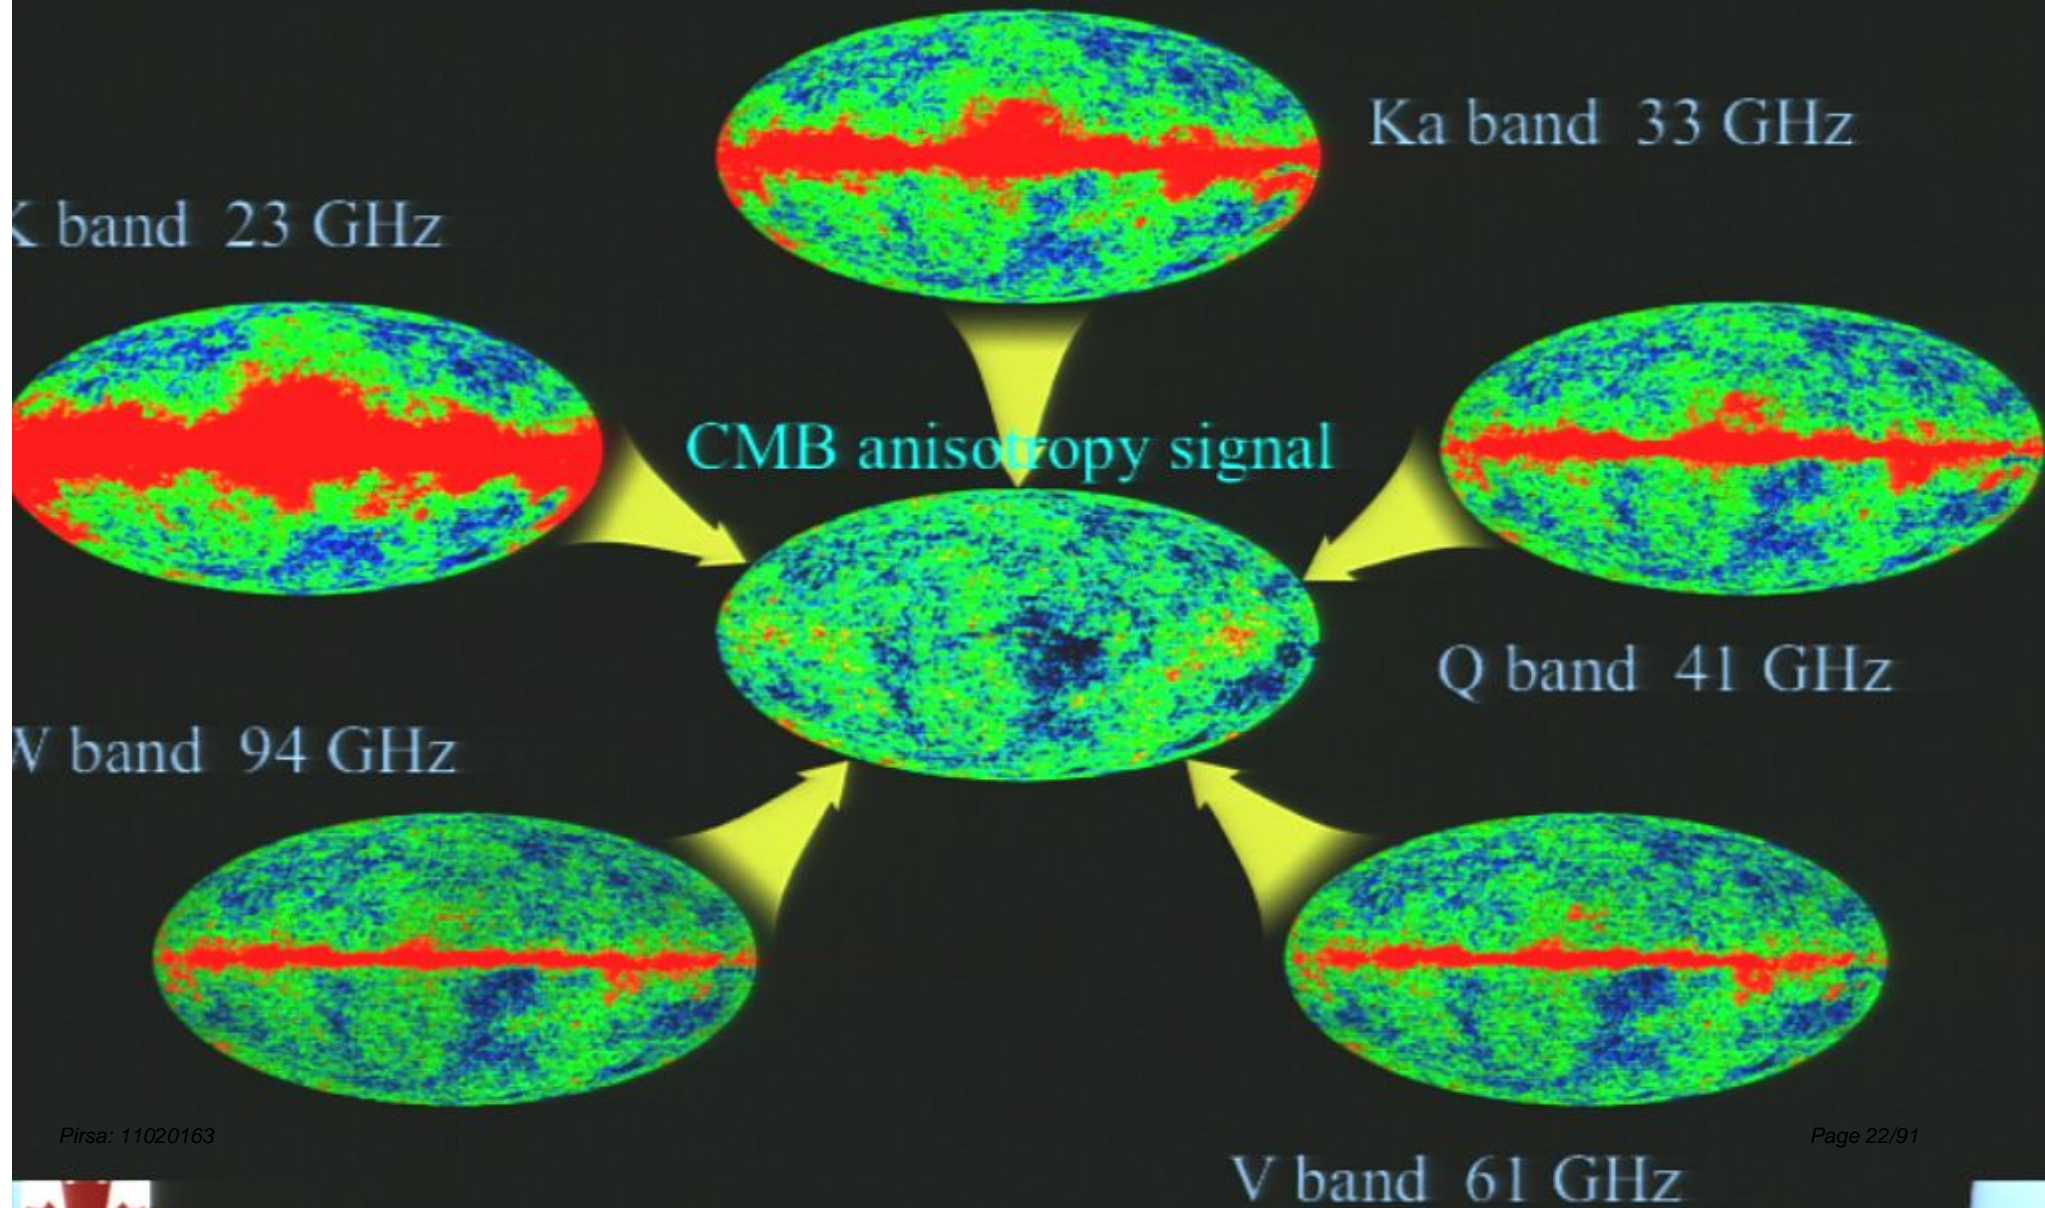 Ka band 33 GHz
K band 23 GHz
CMB anisotropy signal
Q band 41 GHz
W band 94 GHz
V band 61 GHz
Pirsa: 11020163
Page 22/91